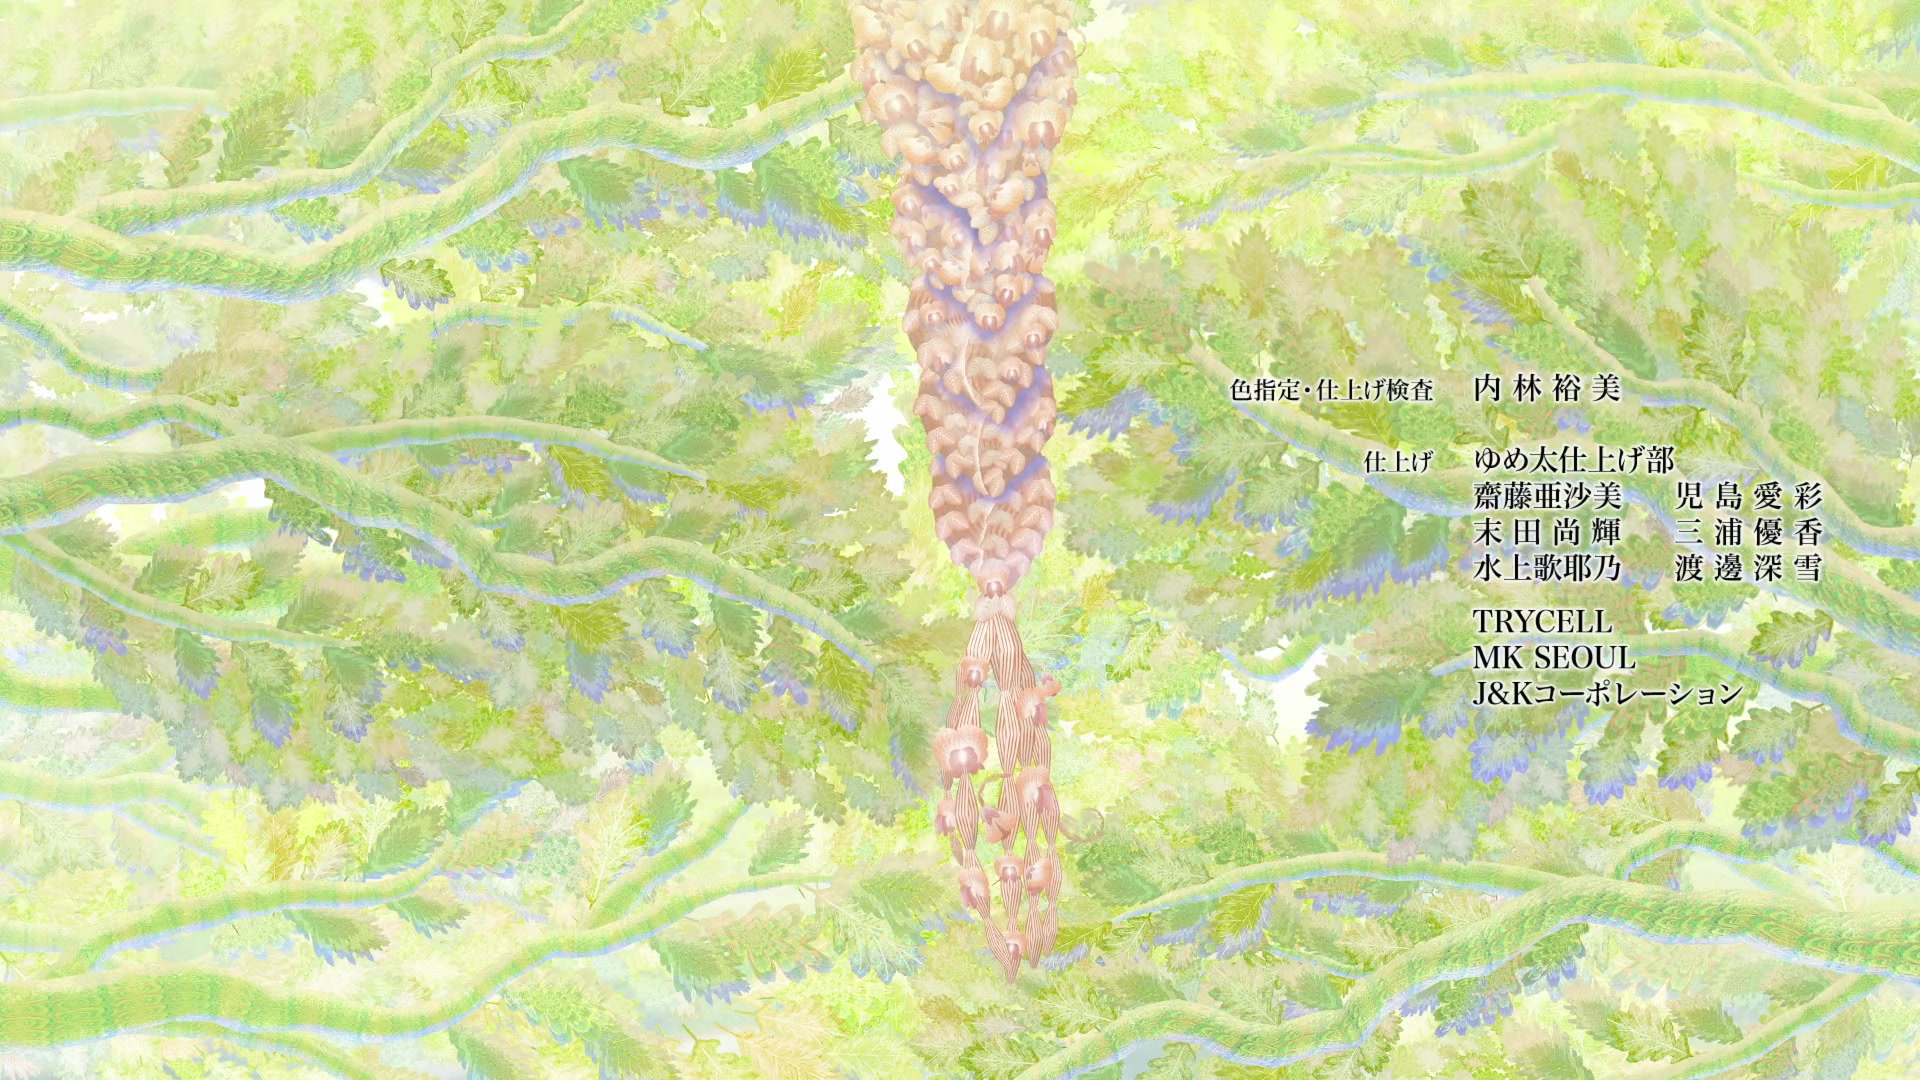 色指定・仕上げ検査 内林裕美
仕上げ ゆめ太仕上げ部
齋藤亜沙美 児島愛彩
末田尚輝 三浦優香
水上歌耶乃 渡邊深雪
TRYCELL
MK SEOUL
J&Kコーポレーション